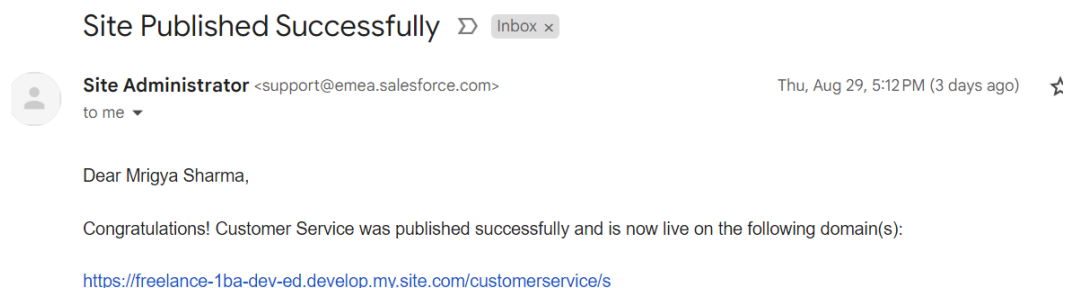 Site Published Successfully Inbox ×
Site Administrator <support@emea.salesforce.com> Thu, Aug 29, 5:12 PM (3 days ago)
to me
Dear Mrigya Sharma,
Congratulations! Customer Service was published successfully and is now live on the following domain(s):
https://freelance-1ba-dev-ed.develop.my.site.com/customerservice/s